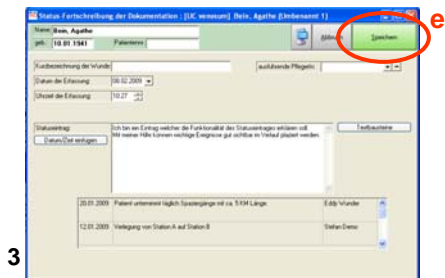 Status-Fortschreibung der Dokumentation : [UC venosum] Bein, Agathe (Umbenannt 1)
e
Name Bein, Agathe
geb. 10.01.1941 Patientennr.
Abbruch Speichern
Kurzbezeichnung der Wunde: ausführende Pflegekr.
Datum der Erfassung 08.02.2009
Uhrzeit der Erfassung 10:27
Statuseintrag: Ich bin ein Eintrag welcher die Funktionalität des Statuseintrages erklären soll. Textbausteine
Datum/Zeit einfügen Mit meiner Hilfe können wichtige Ereignisse gut sichtbar im Verlauf plaziert werden.
20.01.2009 Patient unternimmt täglich Spaziergänge mit ca. 5 KM Länge. Eddy Wunder
12.01.2009 Verlegung von Station A auf Station B Stefan Demo
3